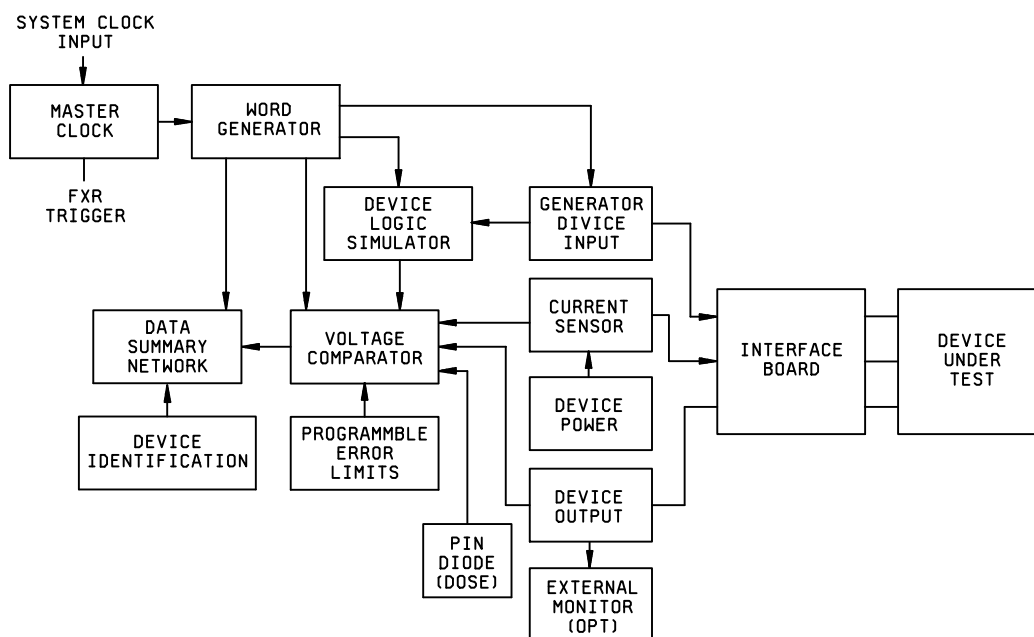 SYSTEM CLOCK
INPUT
MASTER
CLOCK
FXR
TRIGGER
WORD
GENERATOR
DEVICE
LOGIC
SIMULATOR
GENERATOR
DIVICE
INPUT
DATA
SUMMARY
NETWORK
VOLTAGE
COMPARATOR
CURRENT
SENSOR
INTERFACE
BOARD
DEVICE
UNDER
TEST
DEVICE
POWER
DEVICE
IDENTIFICATION
PROGRAMMBLE
ERROR
LIMITS
DEVICE
OUTPUT
PIN
DIODE
(DOSE)
EXTERNAL
MONITOR
(OPT)